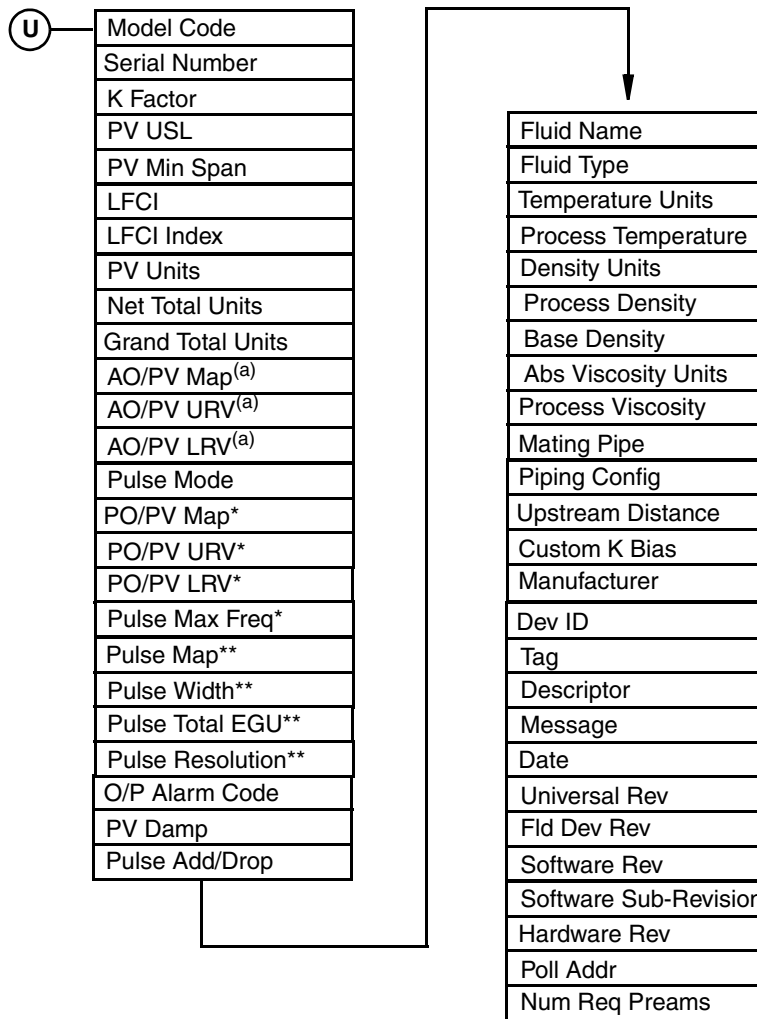 U
Model Code
Serial Number
K Factor
PV USL
PV Min Span
LFCI
LFCI Index
PV Units
Net Total Units
Grand Total Units
AO/PV Map(a)
AO/PV URV(a)
AO/PV LRV(a)
Pulse Mode
PO/PV Map*
PO/PV URV*
PO/PV LRV*
Pulse Max Freq*
Pulse Map**
Pulse Width**
Pulse Total EGU**
Pulse Resolution**
O/P Alarm Code
PV Damp
Pulse Add/Drop
Fluid Name
Fluid Type
Temperature Units
Process Temperature
Density Units
Process Density
Base Density
Abs Viscosity Units
Process Viscosity
Mating Pipe
Piping Config
Upstream Distance
Custom K Bias
Manufacturer
Dev ID
Tag
Descriptor
Message
Date
Universal Rev
Fld Dev Rev
Software Rev
Software Sub-Revision
Hardware Rev
Poll Addr
Num Req Preams